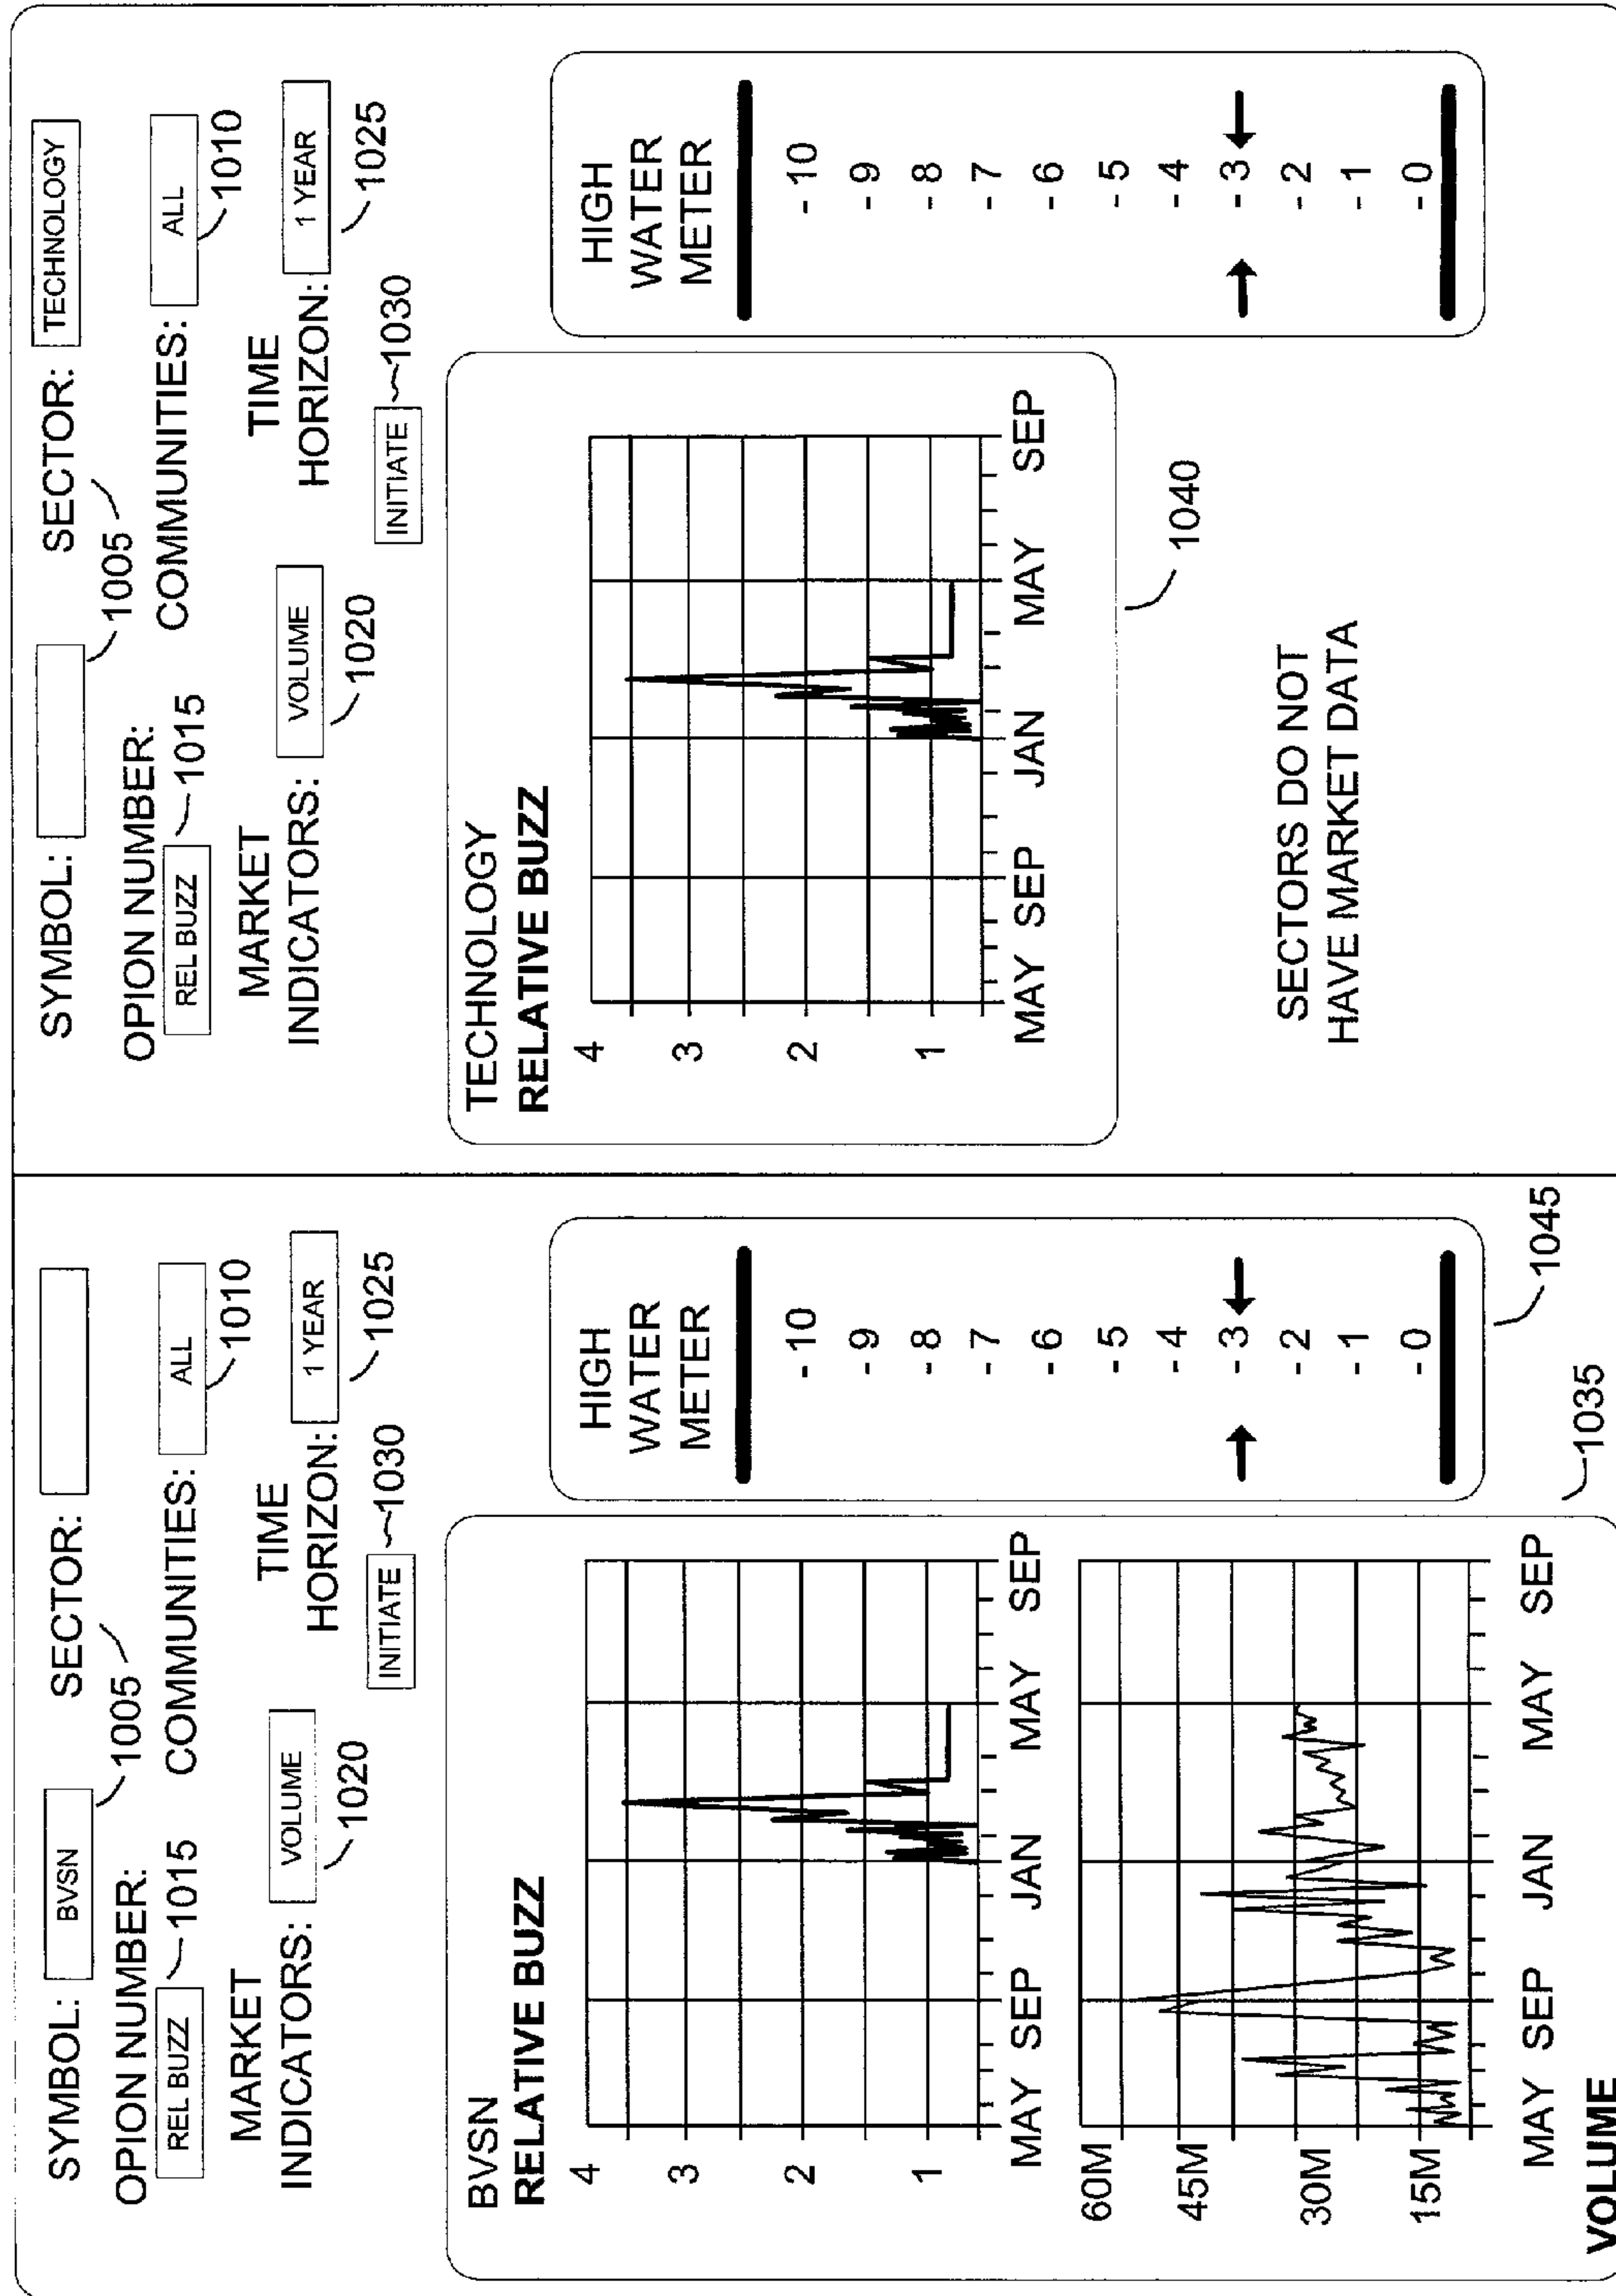 SYMBOL: BVSN SECTOR:
1005
OPION NUMBER: COMMUNITIES: ALL
REL BUZZ 1015 1010
MARKET TIME
INDICATORS: VOLUME HORIZON: 1 YEAR
1020 INITIATE 1030 1025
BVSN
RELATIVE BUZZ
4
3
2
1
MAY SEP JAN MAY SEP
60M
45M
30M
15M
MAY SEP JAN MAY SEP
VOLUME
HIGH
WATER
METER
- 10
- 9
- 8
- 7
- 6
- 5
- 4
- 3
- 2
- 1
- 0
1045
1035
SYMBOL: SECTOR: TECHNOLOGY
1005
OPION NUMBER: COMMUNITIES: ALL
REL BUZZ 1015 1010
MARKET TIME
INDICATORS: VOLUME HORIZON: 1 YEAR
1020 INITIATE 1030 1025
TECHNOLOGY
RELATIVE BUZZ
4
3
2
1
MAY SEP JAN MAY SEP
1040
SECTORS DO NOT
HAVE MARKET DATA
HIGH
WATER
METER
- 10
- 9
- 8
- 7
- 6
- 5
- 4
- 3
- 2
- 1
- 0